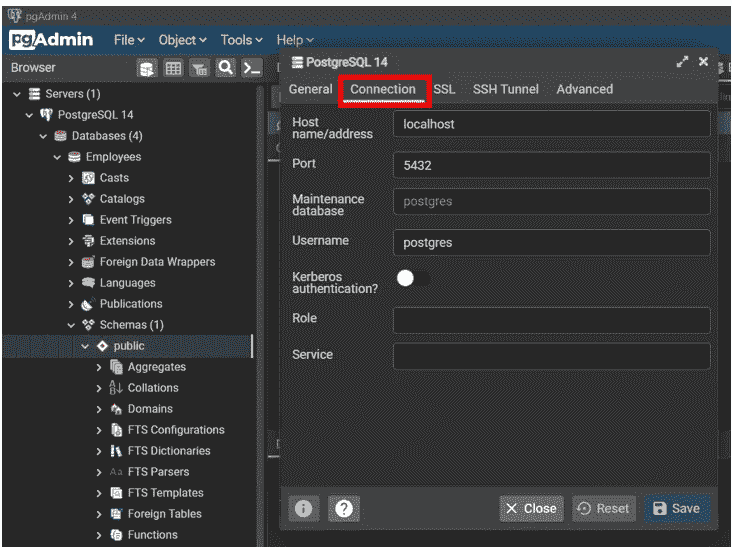 pgAdmin 4
pgAdmin File Object Tools Help
Browser
Servers (1)
PostgreSQL 14
Databases (4)
Employees
Casts
Catalogs
Event Triggers
Extensions
Foreign Data Wrappers
Languages
Publications
Schemas (1)
public
Aggregates
Collations
Domains
FTS Configurations
FTS Dictionaries
Aa FTS Parsers
FTS Templates
Foreign Tables
Functions
PostgreSQL 14
General Connection SSL SSH Tunnel Advanced
Host
name/address
localhost
Port
5432
Maintenance
database
postgres
Username
postgres
Kerberos
authentication?
Role
Service
Close Reset Save